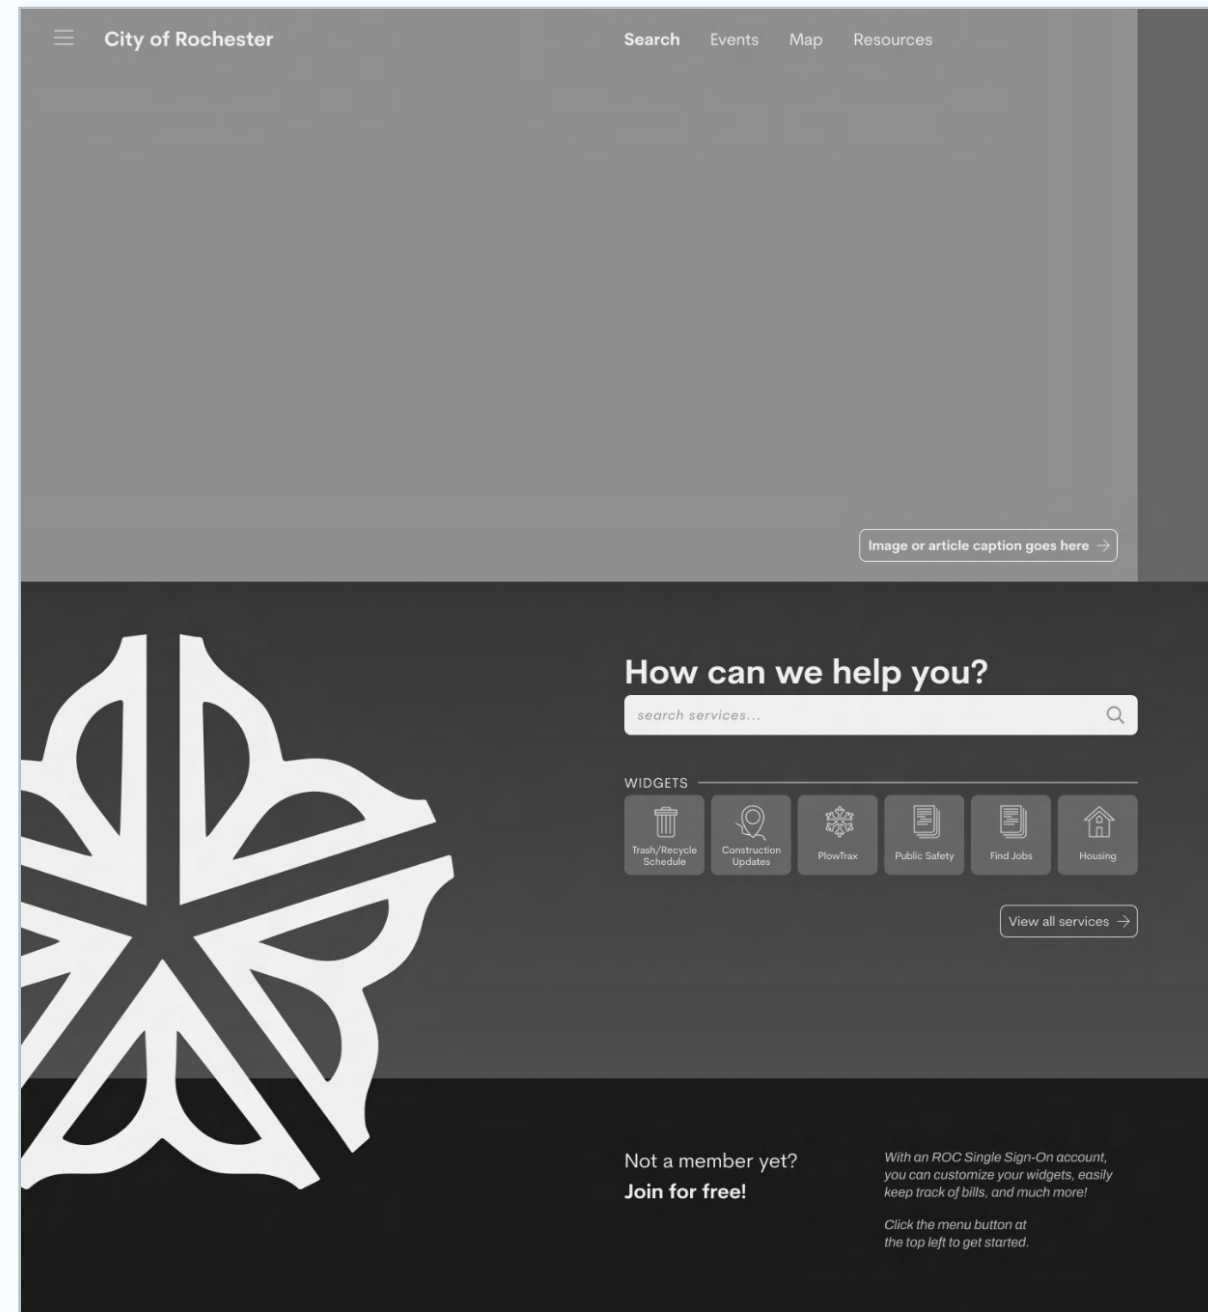 City of Rochester
Search Events Map Resources
Image or article caption goes here
How can we help you?
search services...
WIDGETS
Trash/Recycle
Schedule
Construction
Updates
PlowTrax
Public Safety
Find Jobs
Housing
View all services
Not a member yet?
Join for free!
With an ROC Single Sign-On account,
you can customize your widgets, easily
keep track of bills, and much more!
Click the menu button at
the top left to get started.